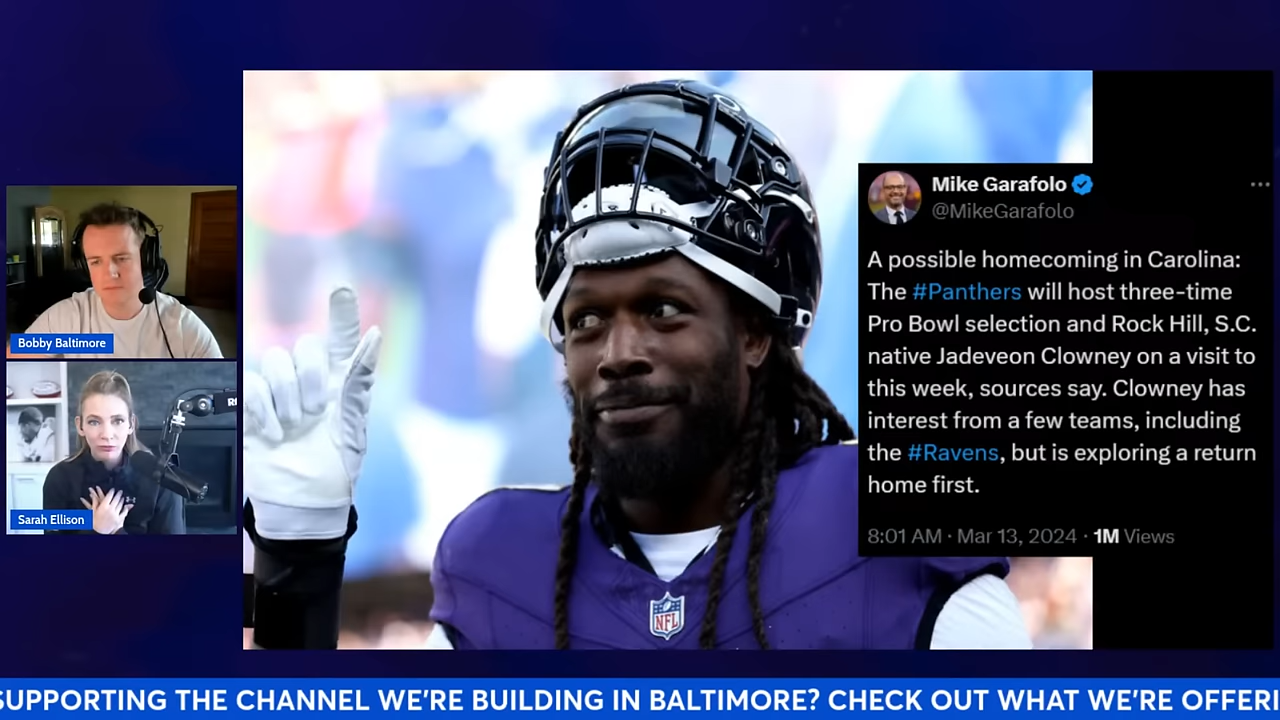 Bobby Baltimore
Sarah Ellison
NFL
Mike Garafolo
@MikeGarafolo
A possible homecoming in Carolina:
The #Panthers will host three-time
Pro Bowl selection and Rock Hill, S.C.
native Jadeveon Clowney on a visit to
this week, sources say. Clowney has
interest from a few teams, including
the #Ravens, but is exploring a return
home first.
8:01 AM · Mar 13, 2024 · 1M Views
SUPPORTING THE CHANNEL WE'RE BUILDING IN BALTIMORE? CHECK OUT WHAT WE'RE OFFERI